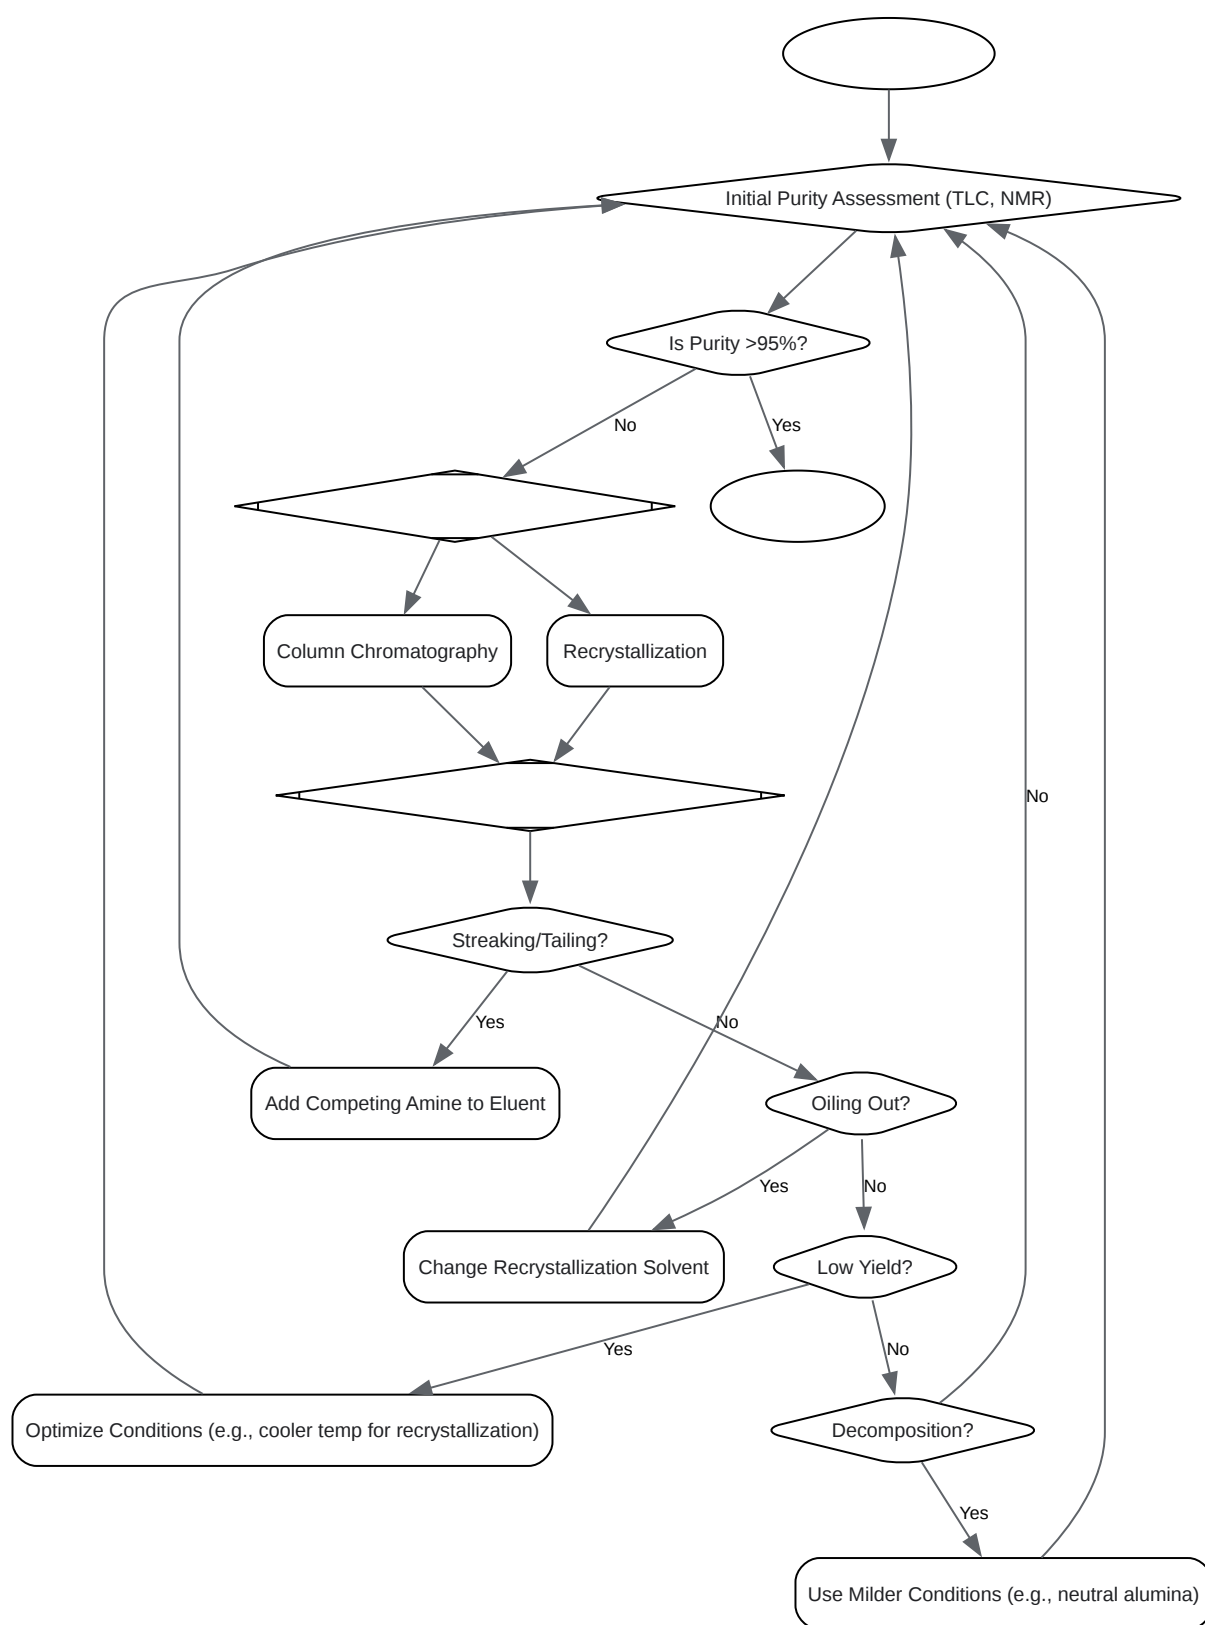 Initial Purity Assessment (TLC, NMR)
Is Purity >95%?
No
Yes
Column Chromatography
Recrystallization
No
Streaking/Tailing?
Yes
No
Add Competing Amine to Eluent
Oiling Out?
Yes
No
Change Recrystallization Solvent
Low Yield?
Yes
No
Optimize Conditions (e.g., cooler temp for recrystallization)
Decomposition?
Yes
Use Milder Conditions (e.g., neutral alumina)